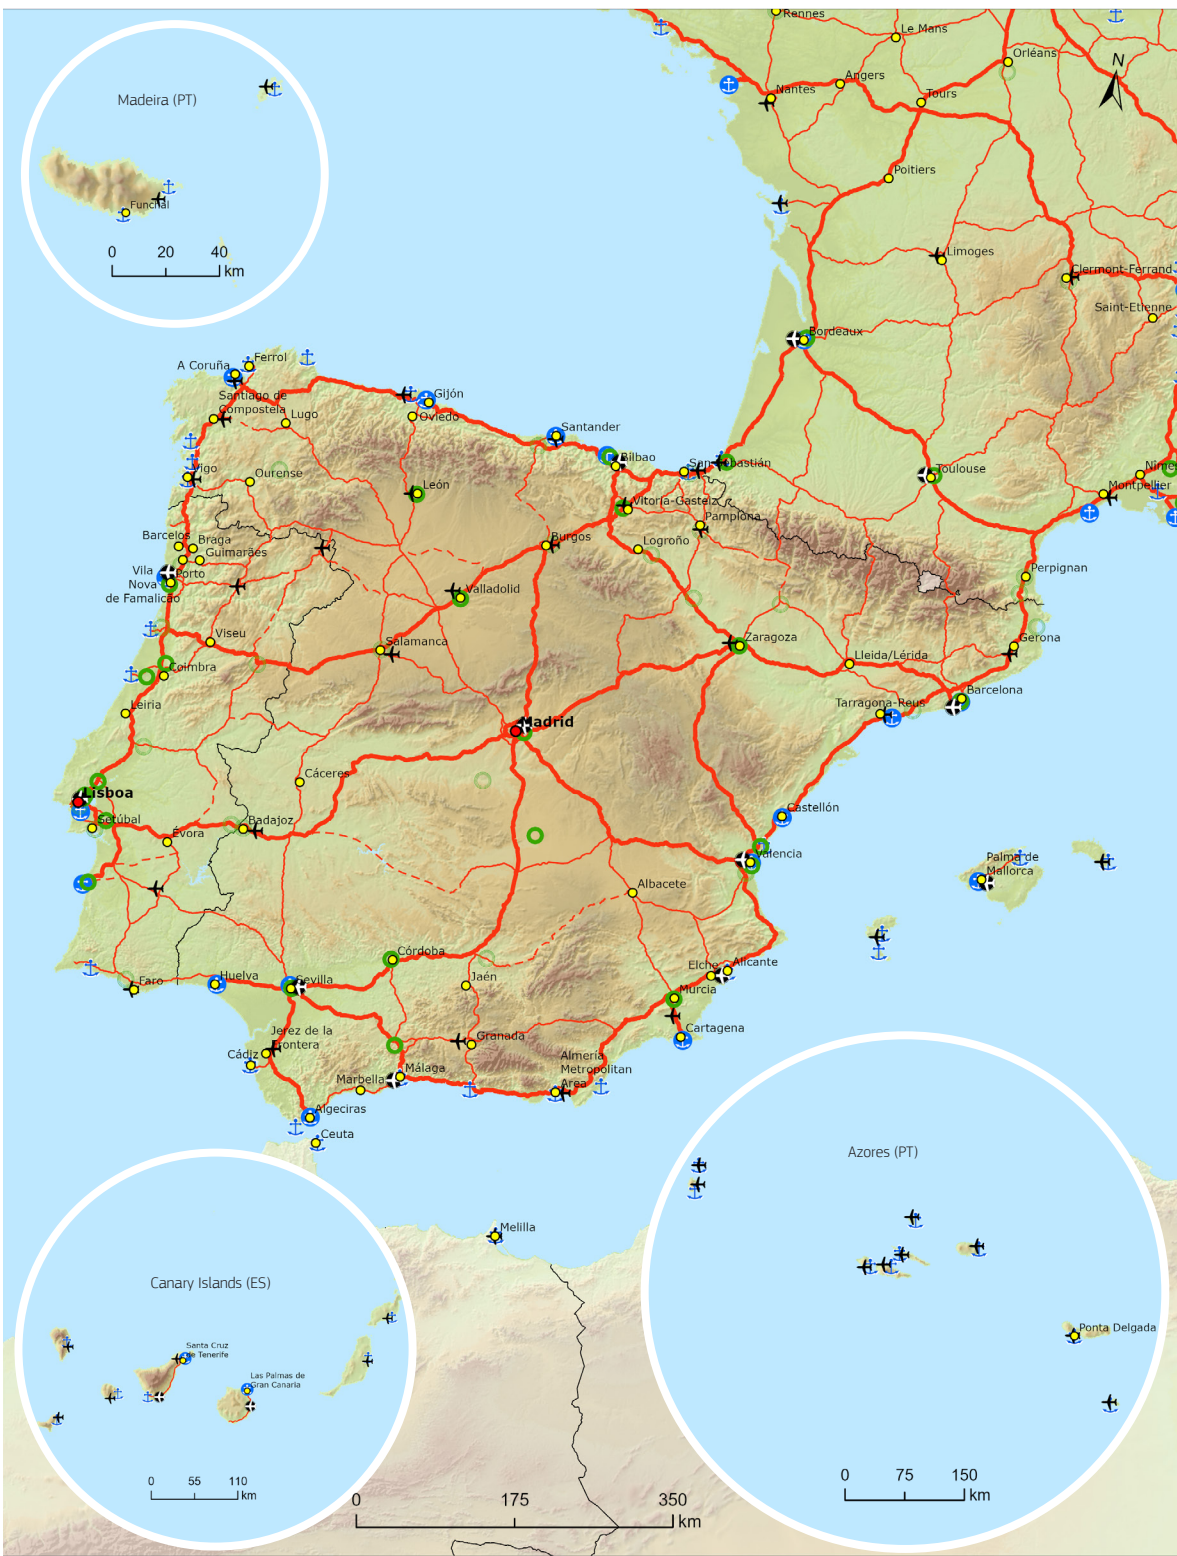 Rennes
Le Mans
Orléans
N
Angers
Nantes
Tours
Madeira (PT)
Poitiers
Funchal
0 20 40
km
Limoges
Clermont-Ferrand
Saint-Etienne
Bordeaux
Ferrol
A Coruña
Santiago de
Compostela
Lugo
Gijón
Oviedo
Santander
Bilbao
San Sebastián
Toulouse
Nimes
Montpellier
Vigo
Ourense
León
Vitoria-Gasteiz
Pamplona
Barcelos
Braga
Guimarães
Burgos
Logroño
Vila
Nova
de Famalicão
Porto
Perpignan
Valladolid
Viseu
Salamanca
Zaragoza
Gerona
Lleida/Lérida
Coimbra
Leiria
Barcelona
Tarragona-Reus
Madrid
Cáceres
Lisboa
Setúbal
Évora
Badajoz
Castellón
Valencia
Palma de
Mallorca
Albacete
Córdoba
Elche
Alicante
Faro
Huelva
Sevilla
Jaén
Murcia
Jerez de la
Frontera
Granada
Cartagena
Cádiz
Marbella
Málaga
Almería
Metropolitan
Area
Algeciras
Ceuta
Melilla
Azores (PT)
Ponta Delgada
0 75 150
km
Canary Islands (ES)
Santa Cruz
de Tenerife
Las Palmas de
Gran Canaria
0 55 110
km
0 175 350
km